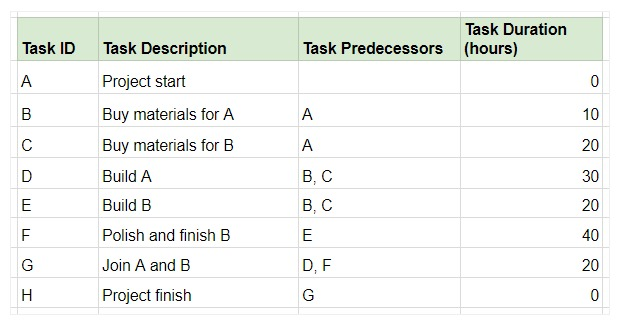 Task ID Task Description Task Predecessors Task Duration (hours)
A Project start 0
B Buy materials for A A 10
C Buy materials for B A 20
D Build A B, C 30
E Build B B, C 20
F Polish and finish B E 40
G Join A and B D, F 20
H Project finish G 0